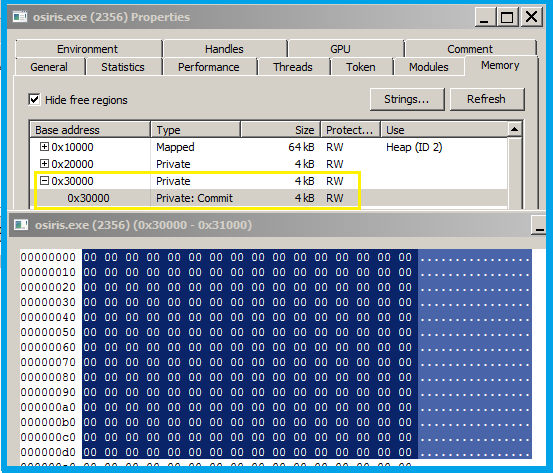 osiris.exe (2356) Properties
Environment Handles GPU Comment
General Statistics Performance Threads Token Modules Memory
Hide free regions Strings... Refresh
Base address Type Size Protect... Use
0x10000 Mapped 64 kB RW Heap (ID 2)
0x20000 Private 4 kB RW
0x30000 Private 4 kB RW
0x30000 Private: Commit 4 kB RW
osiris.exe (2356) (0x30000 - 0x31000)
00000000 00 00 00 00 00 00 00 00 00 00 00 00 00 00 00 00 ................
00000010 00 00 00 00 00 00 00 00 00 00 00 00 00 00 00 00 ................
00000020 00 00 00 00 00 00 00 00 00 00 00 00 00 00 00 00 ................
00000030 00 00 00 00 00 00 00 00 00 00 00 00 00 00 00 00 ................
00000040 00 00 00 00 00 00 00 00 00 00 00 00 00 00 00 00 ................
00000050 00 00 00 00 00 00 00 00 00 00 00 00 00 00 00 00 ................
00000060 00 00 00 00 00 00 00 00 00 00 00 00 00 00 00 00 ................
00000070 00 00 00 00 00 00 00 00 00 00 00 00 00 00 00 00 ................
00000080 00 00 00 00 00 00 00 00 00 00 00 00 00 00 00 00 ................
00000090 00 00 00 00 00 00 00 00 00 00 00 00 00 00 00 00 ................
000000a0 00 00 00 00 00 00 00 00 00 00 00 00 00 00 00 00 ................
000000b0 00 00 00 00 00 00 00 00 00 00 00 00 00 00 00 00 ................
000000c0 00 00 00 00 00 00 00 00 00 00 00 00 00 00 00 00 ................
000000d0 00 00 00 00 00 00 00 00 00 00 00 00 00 00 00 00 ................